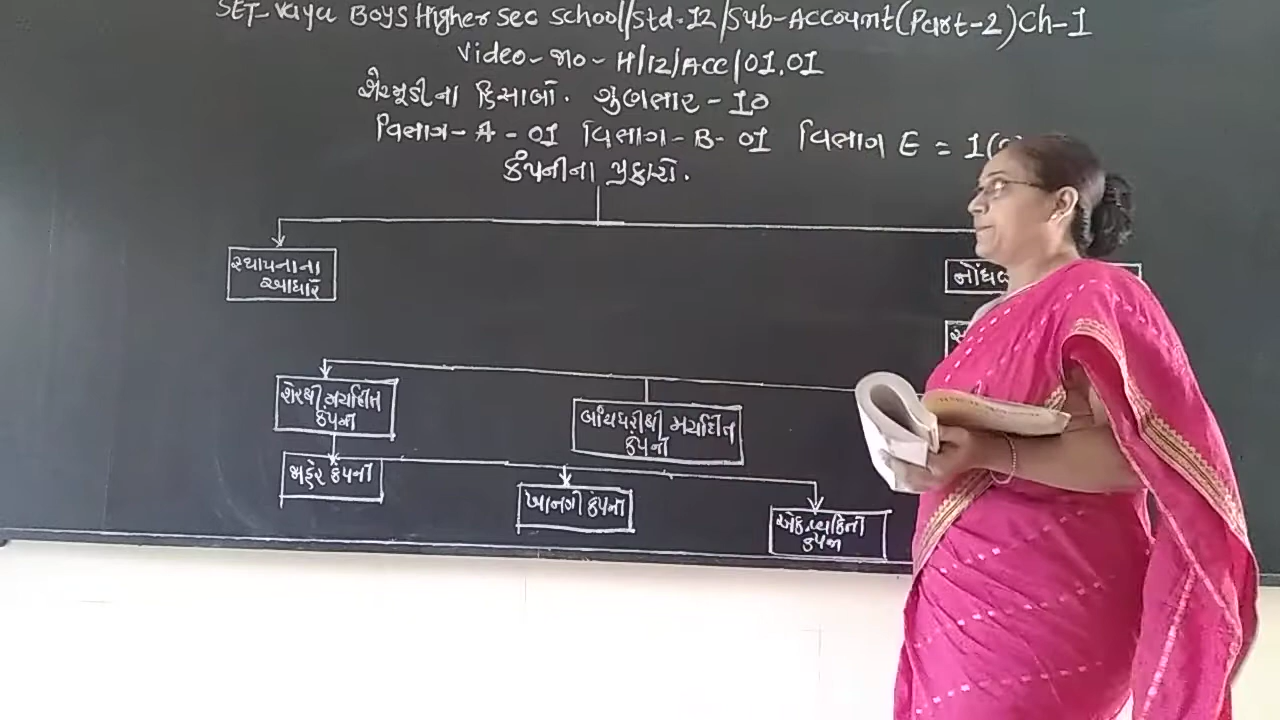 SET-Vayu Boys Higher Sec School/Std-12/Sub-Account(Part-2)Ch-1
Video-નo-H/12/ACC/01.01
શેરમૂડીના હિસાબો. ગુણભાર-10
વિભાગ-A-01 વિભાગ-B-01 વિભાગ E = 1(
કંપનીના પ્રકારો.
સ્થાપનાના
આધારે
શેરથી મર્યાદિત
કંપની
બાંયધરીથી મર્યાદિત
કંપની
જાહેર કંપની
ખાનગી કંપની
એક વ્યકિતની
કંપની